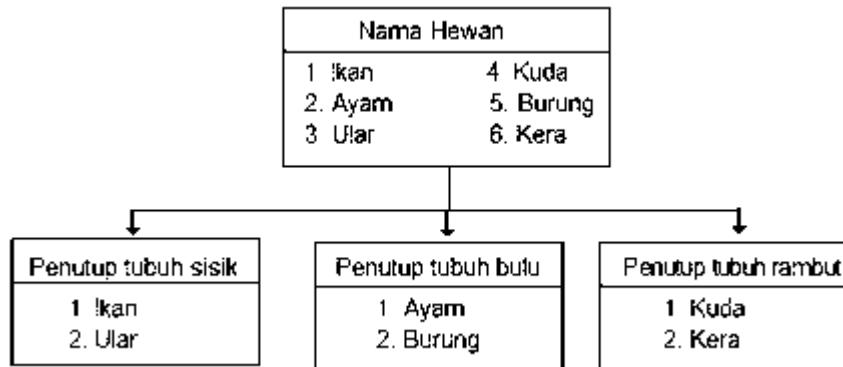 Nama Hewan
1 Ikan 4 Kuda
2. Ayam 5. Burung
3 Ular 6. Kera
Penutup tubuh sisik Penutup tubuh bulu Penutup tubuh rambut
1 Ikan 1 Ayam 1 Kuda
2. Ular 2. Burung 2. Kera